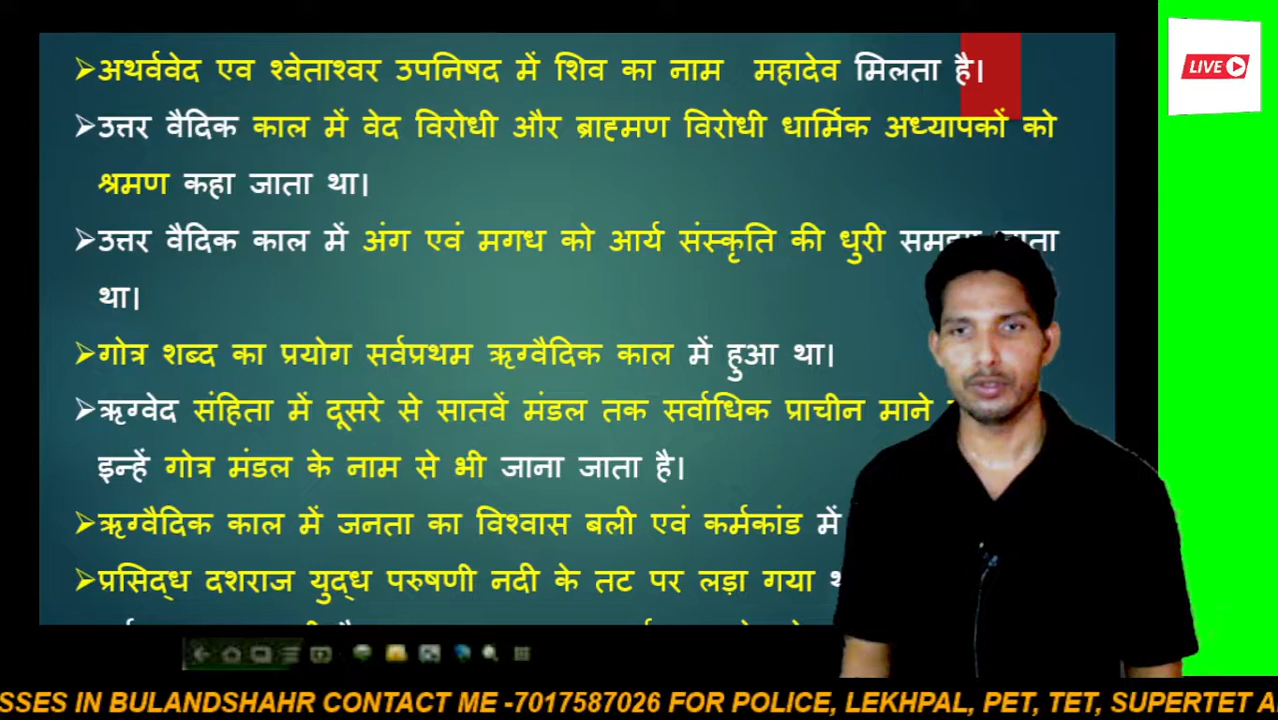 ➢अथर्ववेद एव श्वेताश्वर उपनिषद में शिव का नाम महादेव मिलता है।
➢उत्तर वैदिक काल में वेद विरोधी और ब्राह्मण विरोधी धार्मिक अध्यापकों को
श्रमण कहा जाता था।
➢उत्तर वैदिक काल में अंग एवं मगध को आर्य संस्कृति की धुरी
था।
➢गोत्र शब्द का प्रयोग सर्वप्रथम ऋग्वैदिक काल में हुआ था।
➢ऋग्वेद संहिता में दूसरे से सातवें मंडल तक सर्वाधिक प्राचीन माने
इन्हें गोत्र मंडल के नाम से भी जाना जाता है।
➢ऋग्वैदिक काल में जनता का विश्वास बली एवं कर्मकांड में
➢प्रसिद्ध दशराज युद्ध परुषणी नदी के तट पर लड़ा गया
LIVE
SSES IN BULANDSHAHR CONTACT ME -7017587026 FOR POLICE, LEKHPAL, PET, TET, SUPERTET A